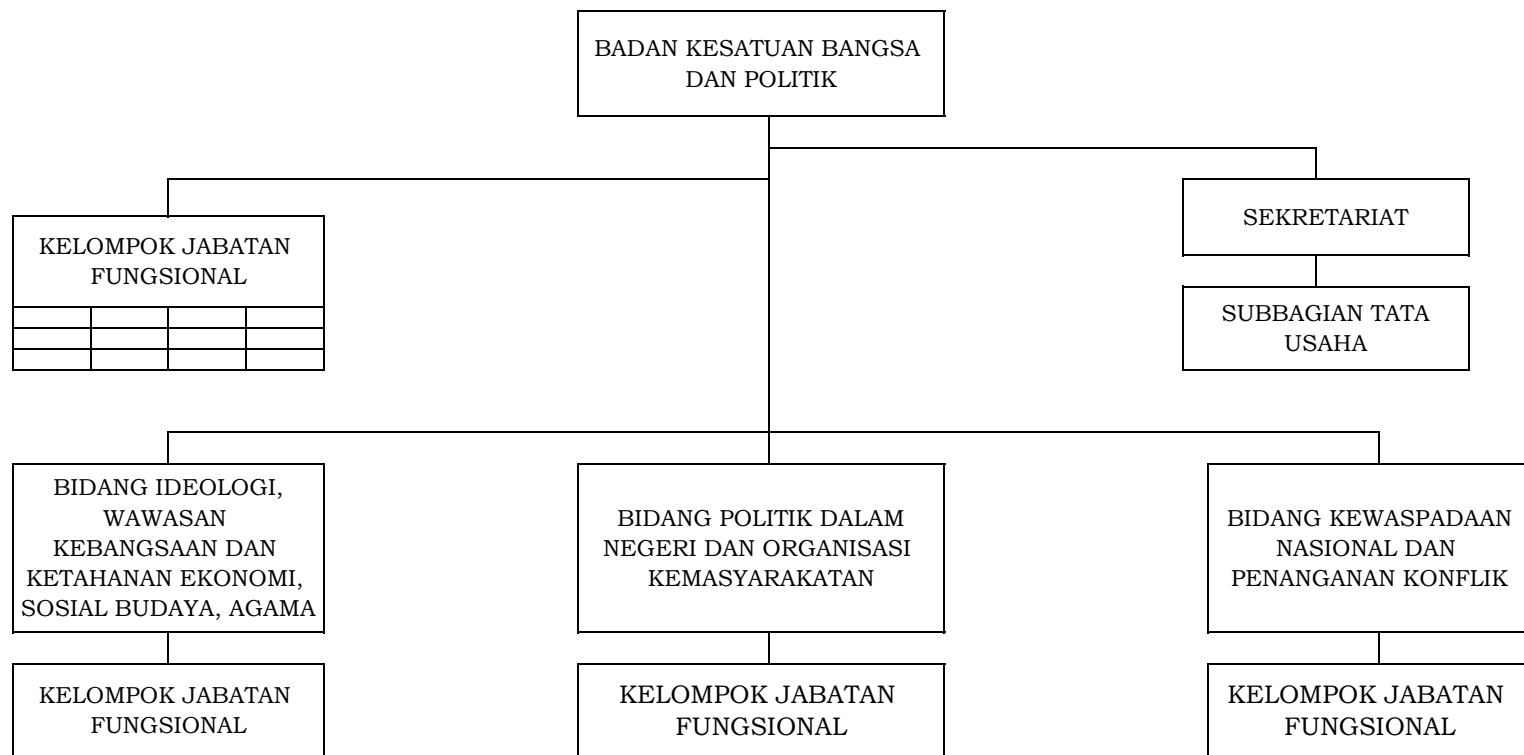 BADAN KESATUAN BANGSA
DAN POLITIK
SEKRETARIAT
KELOMPOK JABATAN
FUNGSIONAL
SUBBAGIAN TATA
USAHA
BIDANG IDEOLOGI,
WAWASAN
KEBANGSAAN DAN
KETAHANAN EKONOMI,
SOSIAL BUDAYA, AGAMA
BIDANG POLITIK DALAM
NEGERI DAN ORGANISASI
KEMASYARAKATAN
BIDANG KEWASPADAAN
NASIONAL DAN
PENANGANAN KONFLIK
KELOMPOK JABATAN
FUNGSIONAL
KELOMPOK JABATAN
FUNGSIONAL
KELOMPOK JABATAN
FUNGSIONAL